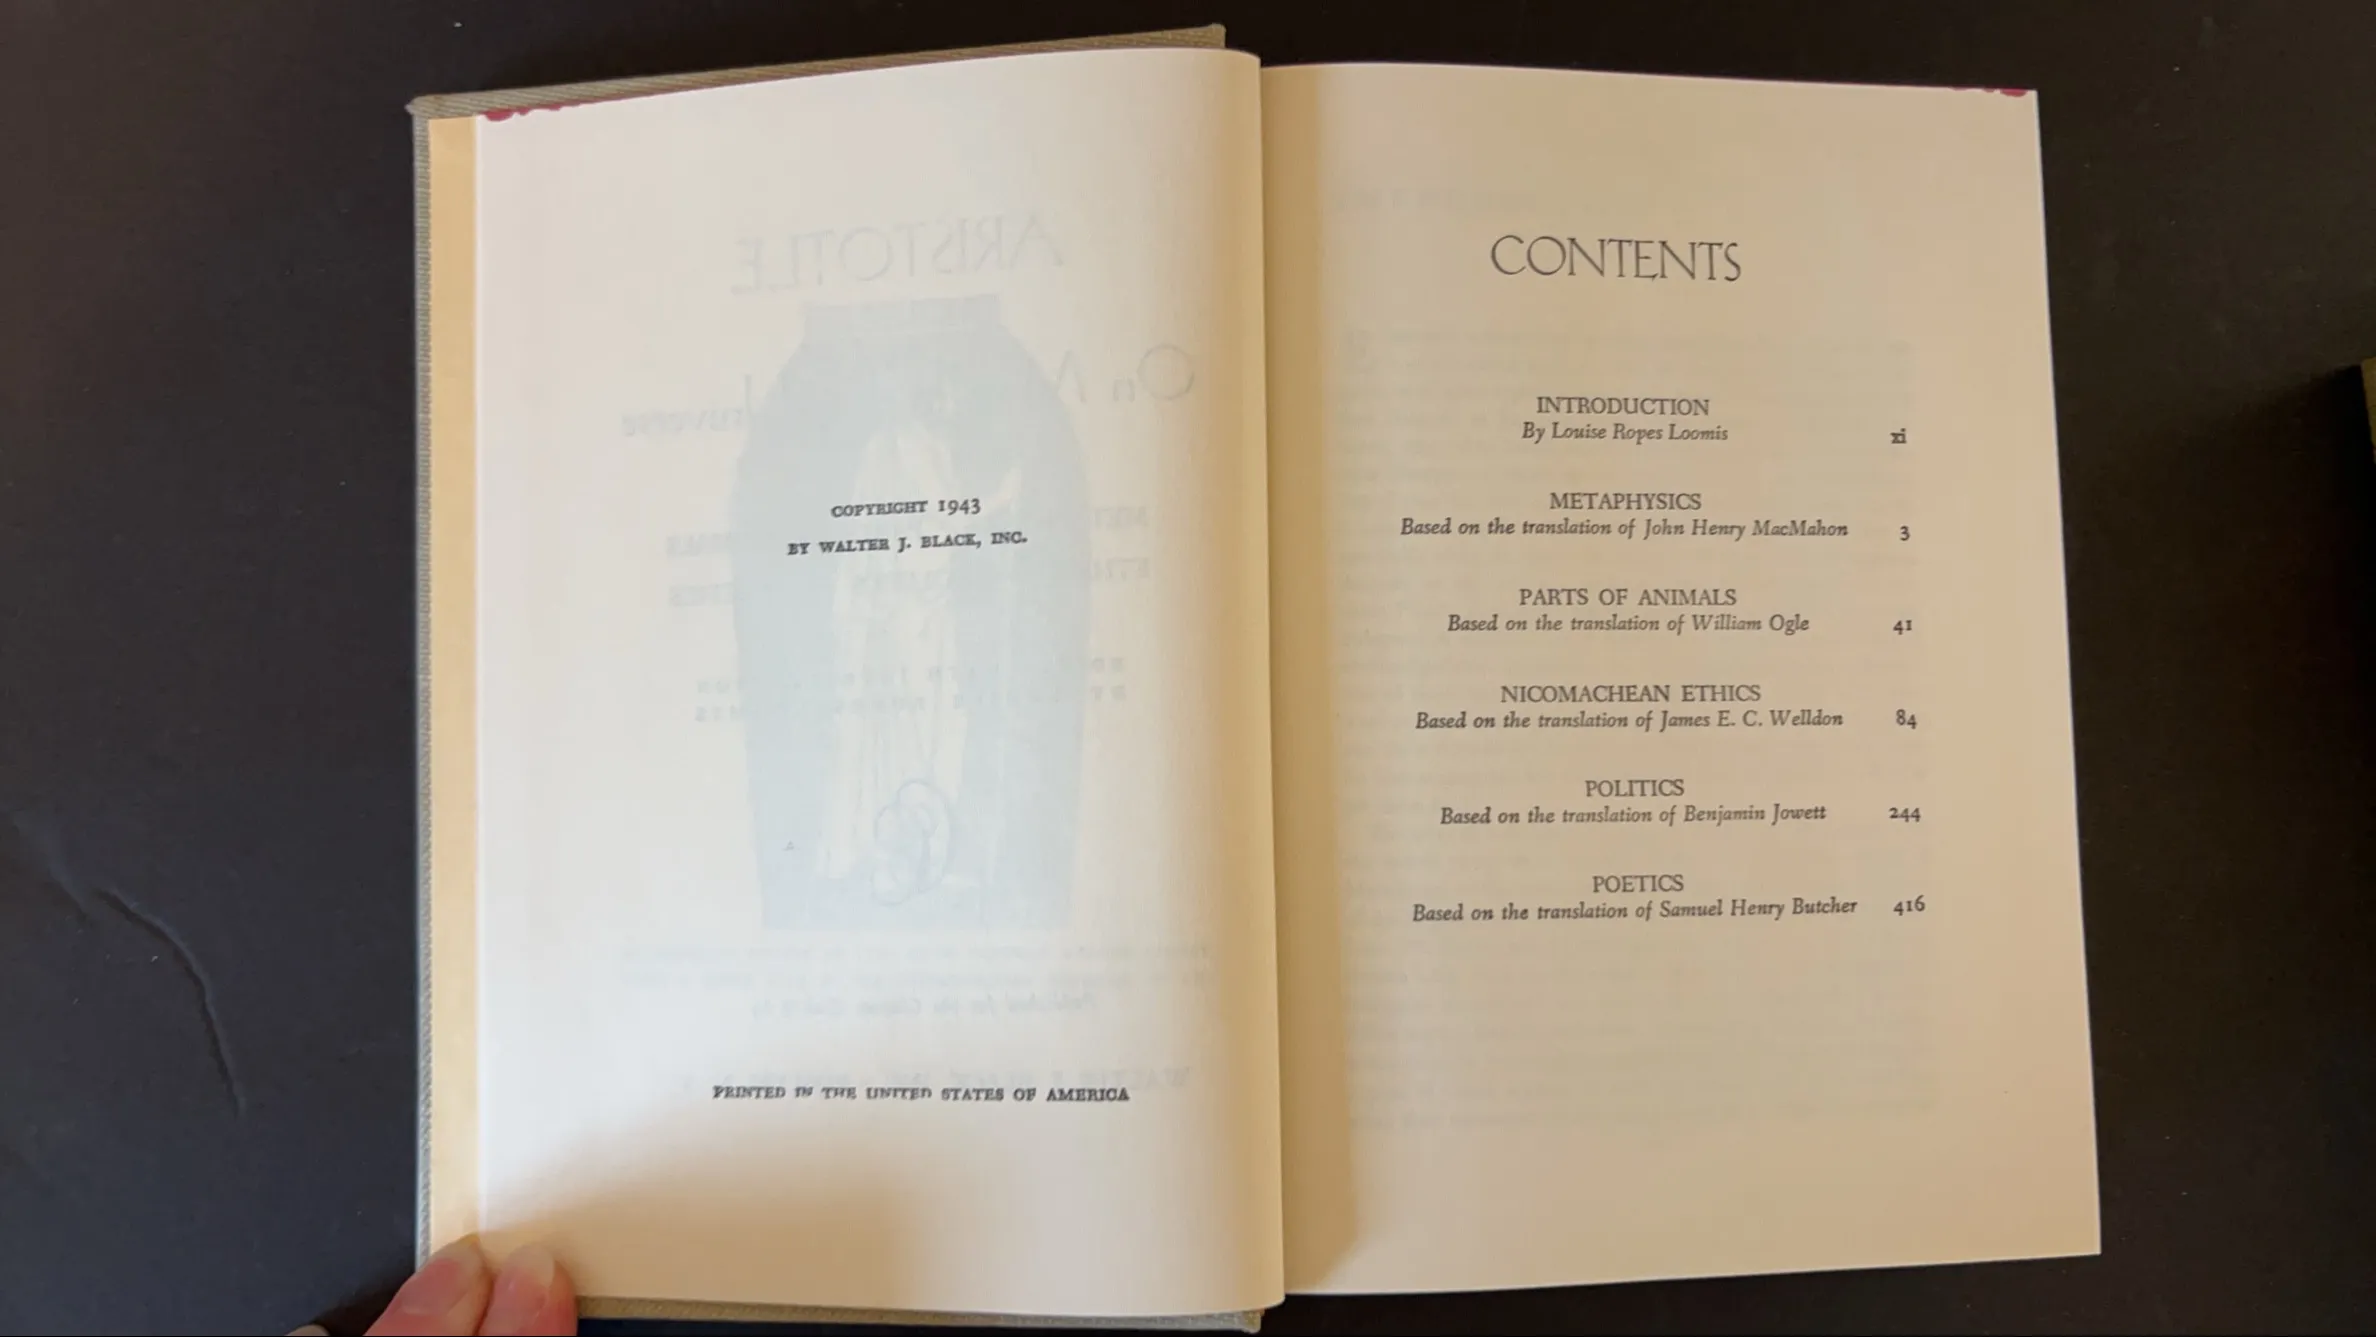 COPYRIGHT 1943
BY WALTER J. BLACK, INC.
PRINTED IN THE UNITED STATES OF AMERICA
CONTENTS
INTRODUCTION
By Louise Ropes Loomis xi
METAPHYSICS
Based on the translation of John Henry MacMahon 3
PARTS OF ANIMALS
Based on the translation of William Ogle 41
NICOMACHEAN ETHICS
Based on the translation of James E. C. Welldon 84
POLITICS
Based on the translation of Benjamin Jowett 244
POETICS
Based on the translation of Samuel Henry Butcher 416